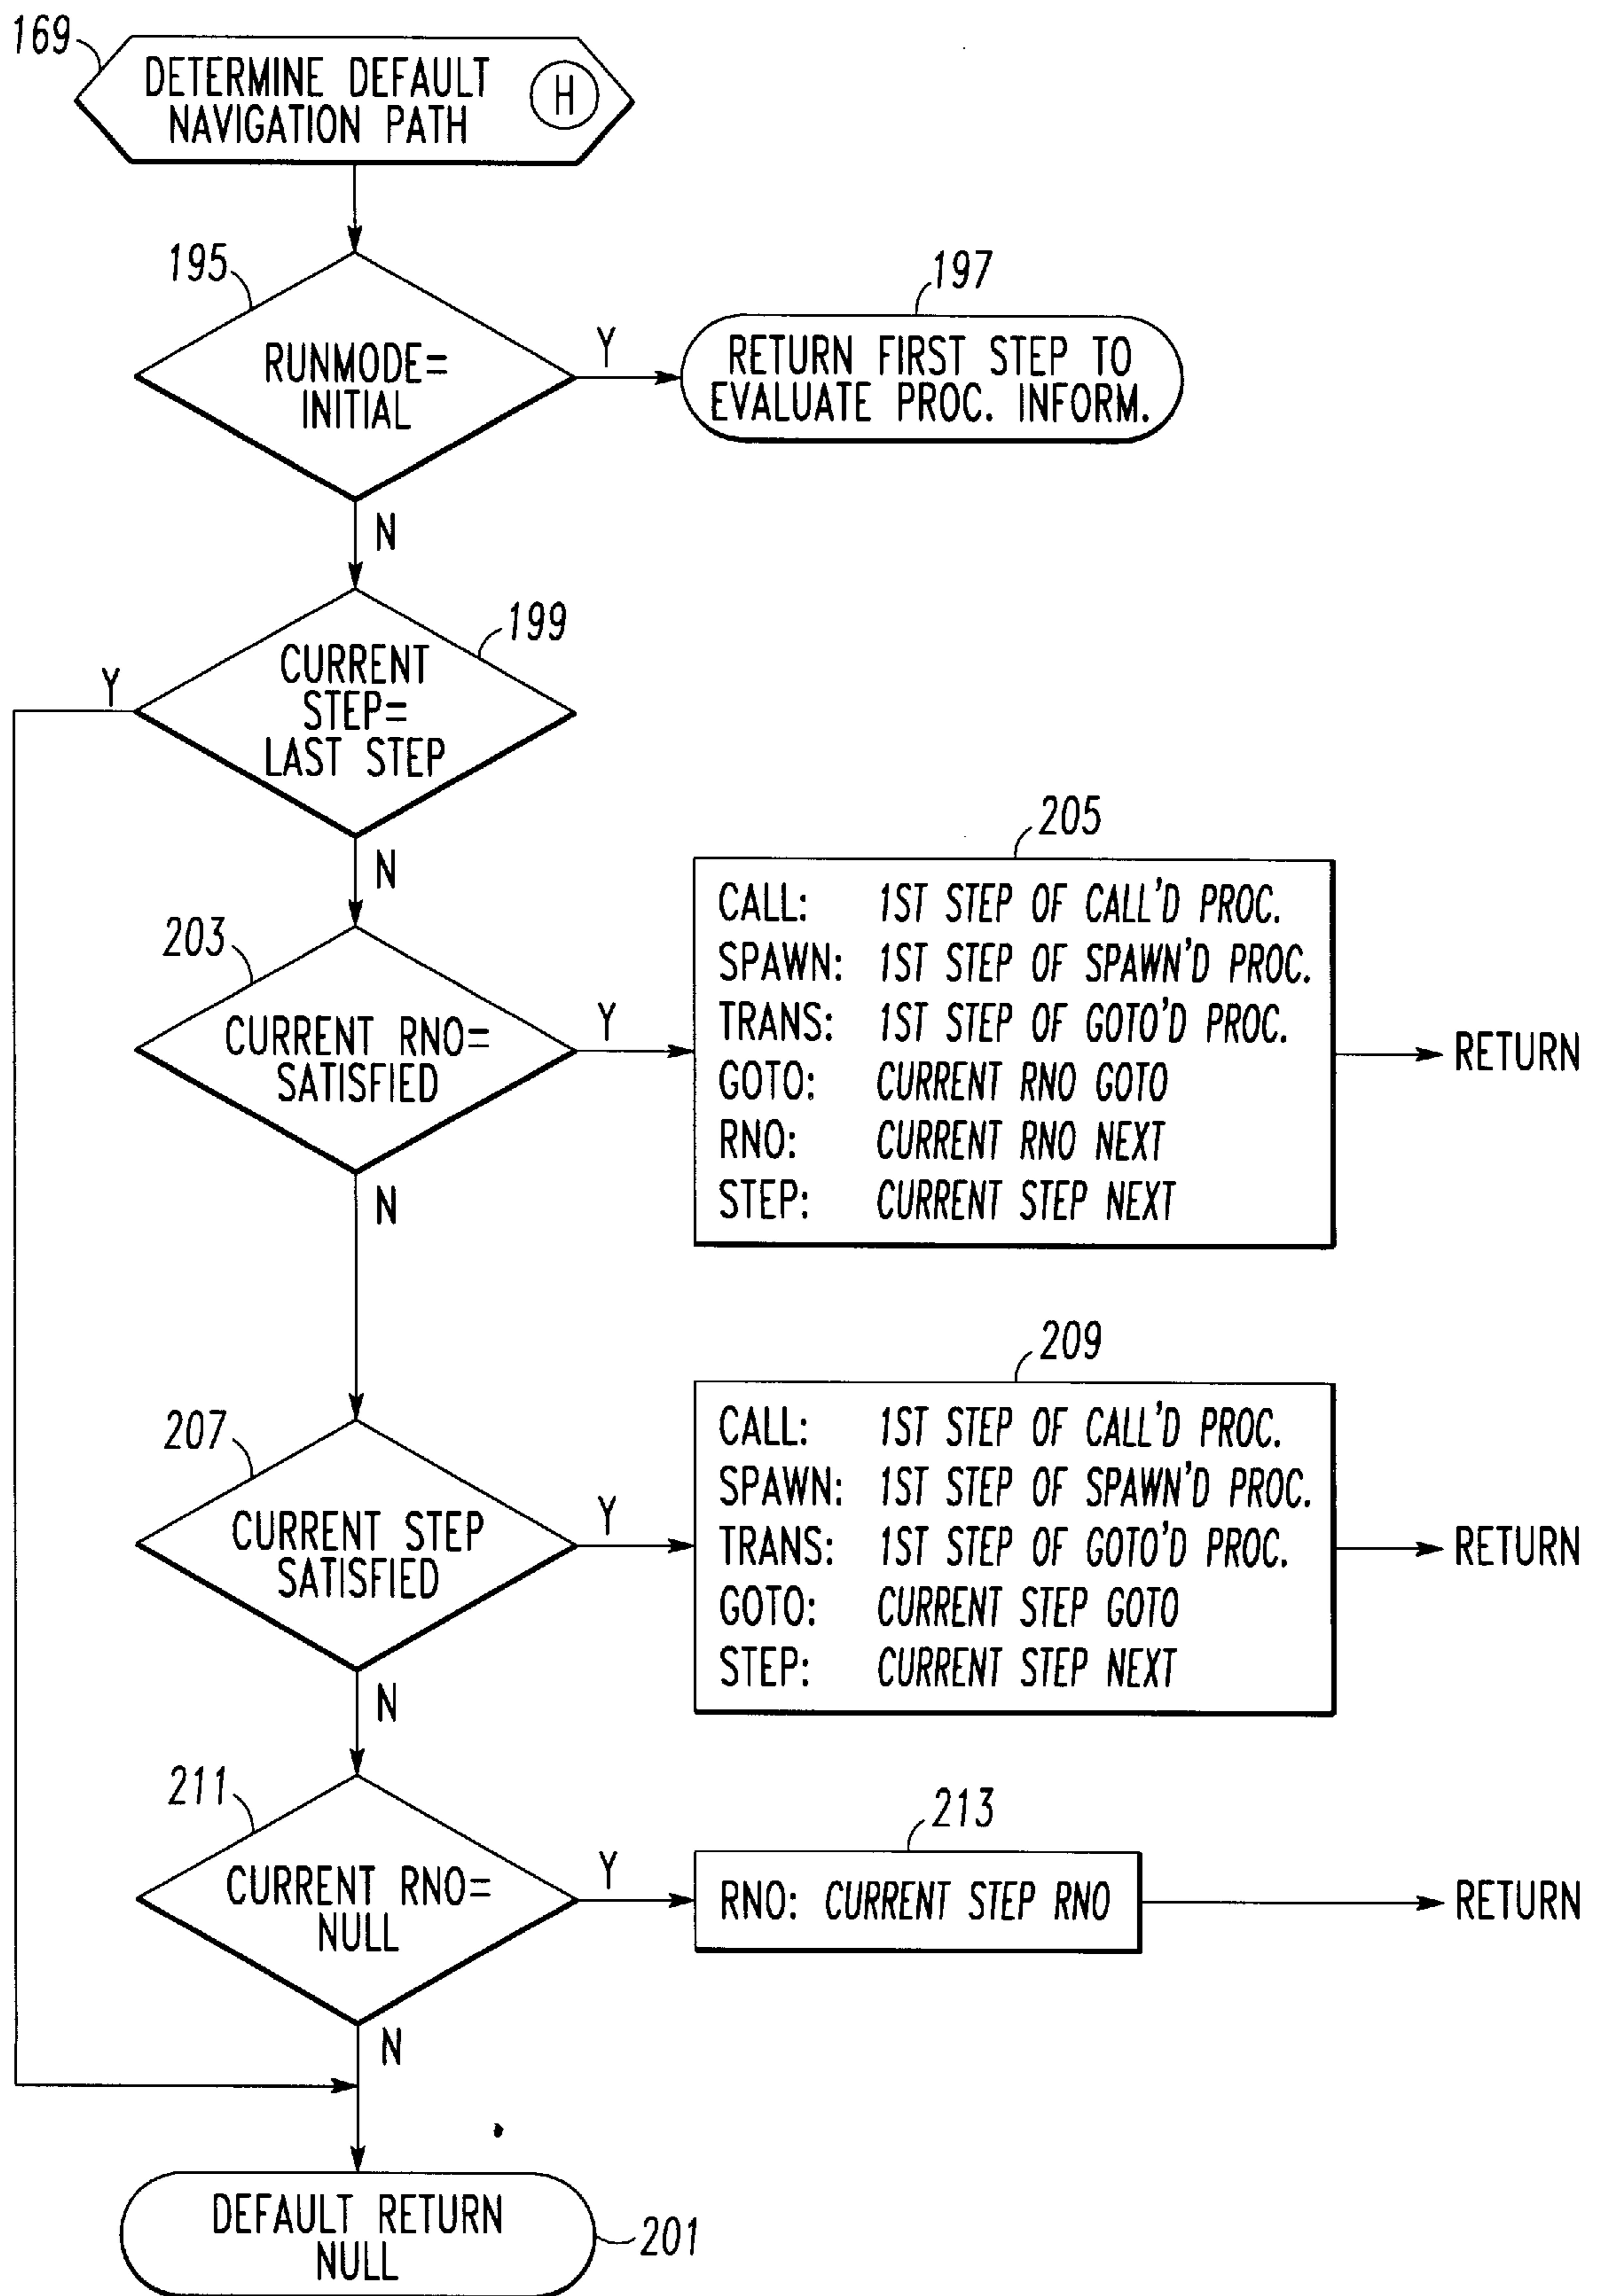 169
DETERMINE DEFAULT
NAVIGATION PATH
H
195
RUNMODE=
INITIAL
Y
197
RETURN FIRST STEP TO
EVALUATE PROC. INFORM.
N
199
CURRENT
STEP=
LAST STEP
Y
N
203
CURRENT RNO=
SATISFIED
Y
205
CALL: 1ST STEP OF CALL'D PROC.
SPAWN: 1ST STEP OF SPAWN'D PROC.
TRANS: 1ST STEP OF GOTO'D PROC.
GOTO: CURRENT RNO GOTO
RNO: CURRENT RNO NEXT
STEP: CURRENT STEP NEXT
RETURN
N
207
CURRENT STEP
SATISFIED
Y
209
CALL: 1ST STEP OF CALL'D PROC.
SPAWN: 1ST STEP OF SPAWN'D PROC.
TRANS: 1ST STEP OF GOTO'D PROC.
GOTO: CURRENT STEP GOTO
STEP: CURRENT STEP NEXT
RETURN
N
211
CURRENT RNO=
NULL
Y
213
RNO: CURRENT STEP RNO
RETURN
N
DEFAULT RETURN
NULL
201